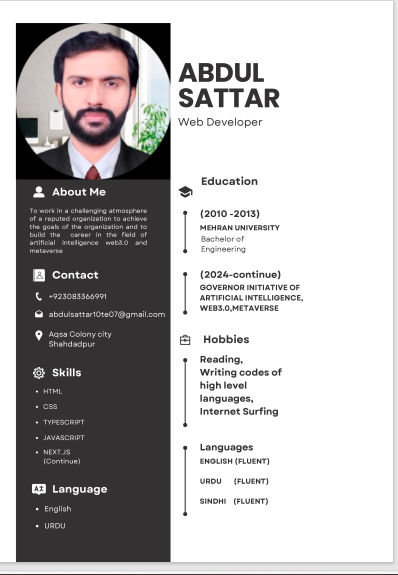 ABDUL
SATTAR
Web Developer
About Me
To work in a challenging atmosphere
of a reputed organization to achieve
the goals of the organization and to
build the career in the field of
artificial intelligence web3.0 and
metaverse
Contact
+923083366991
abdulsattar10te07@gmail.com
Aqsa Colony city
Shahdadpur
Skills
HTML
CSS
TYPESCRIPT
JAVASCRIPT
NEXTJS
(Continue)
Language
English
URDU
Education
(2010 -2013)
MEHRAN UNIVERSITY
Bachelor of
Engineering
(2024-continue)
GOVERNOR INITIATIVE OF
ARTIFICIAL INTELLIGENCE,
WEB3.0,METAVERSE
Hobbies
Reading,
Writing codes of
high level
languages,
Internet Surfing
Languages
ENGLISH (FLUENT)
URDU (FLUENT)
SINDHI (FLUENT)